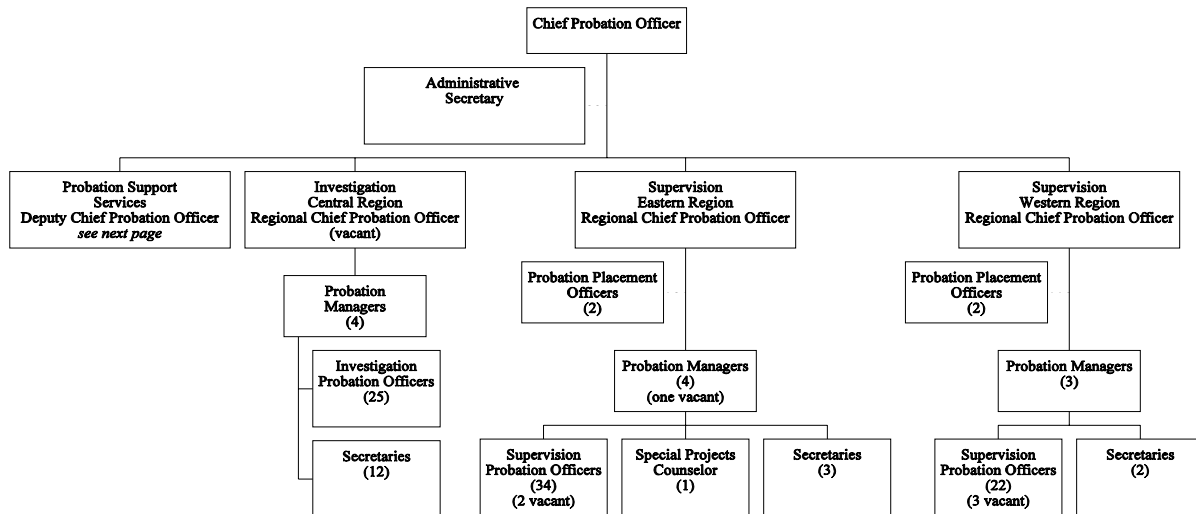 Chief Probation Officer
Administrative
Secretary
Probation Support
Services
Deputy Chief Probation Officer
see next page
Investigation
Central Region
Regional Chief Probation Officer
(vacant)
Supervision
Eastern Region
Regional Chief Probation Officer
Supervision
Western Region
Regional Chief Probation Officer
Probation
Managers
(4)
Probation Placement
Officers
(2)
Probation Placement
Officers
(2)
Investigation
Probation Officers
(25)
Probation Managers
(4)
(one vacant)
Probation Managers
(3)
Secretaries
(12)
Supervision
Probation Officers
(34)
(2 vacant)
Special Projects
Counselor
(1)
Secretaries
(3)
Supervision
Probation Officers
(22)
(3 vacant)
Secretaries
(2)